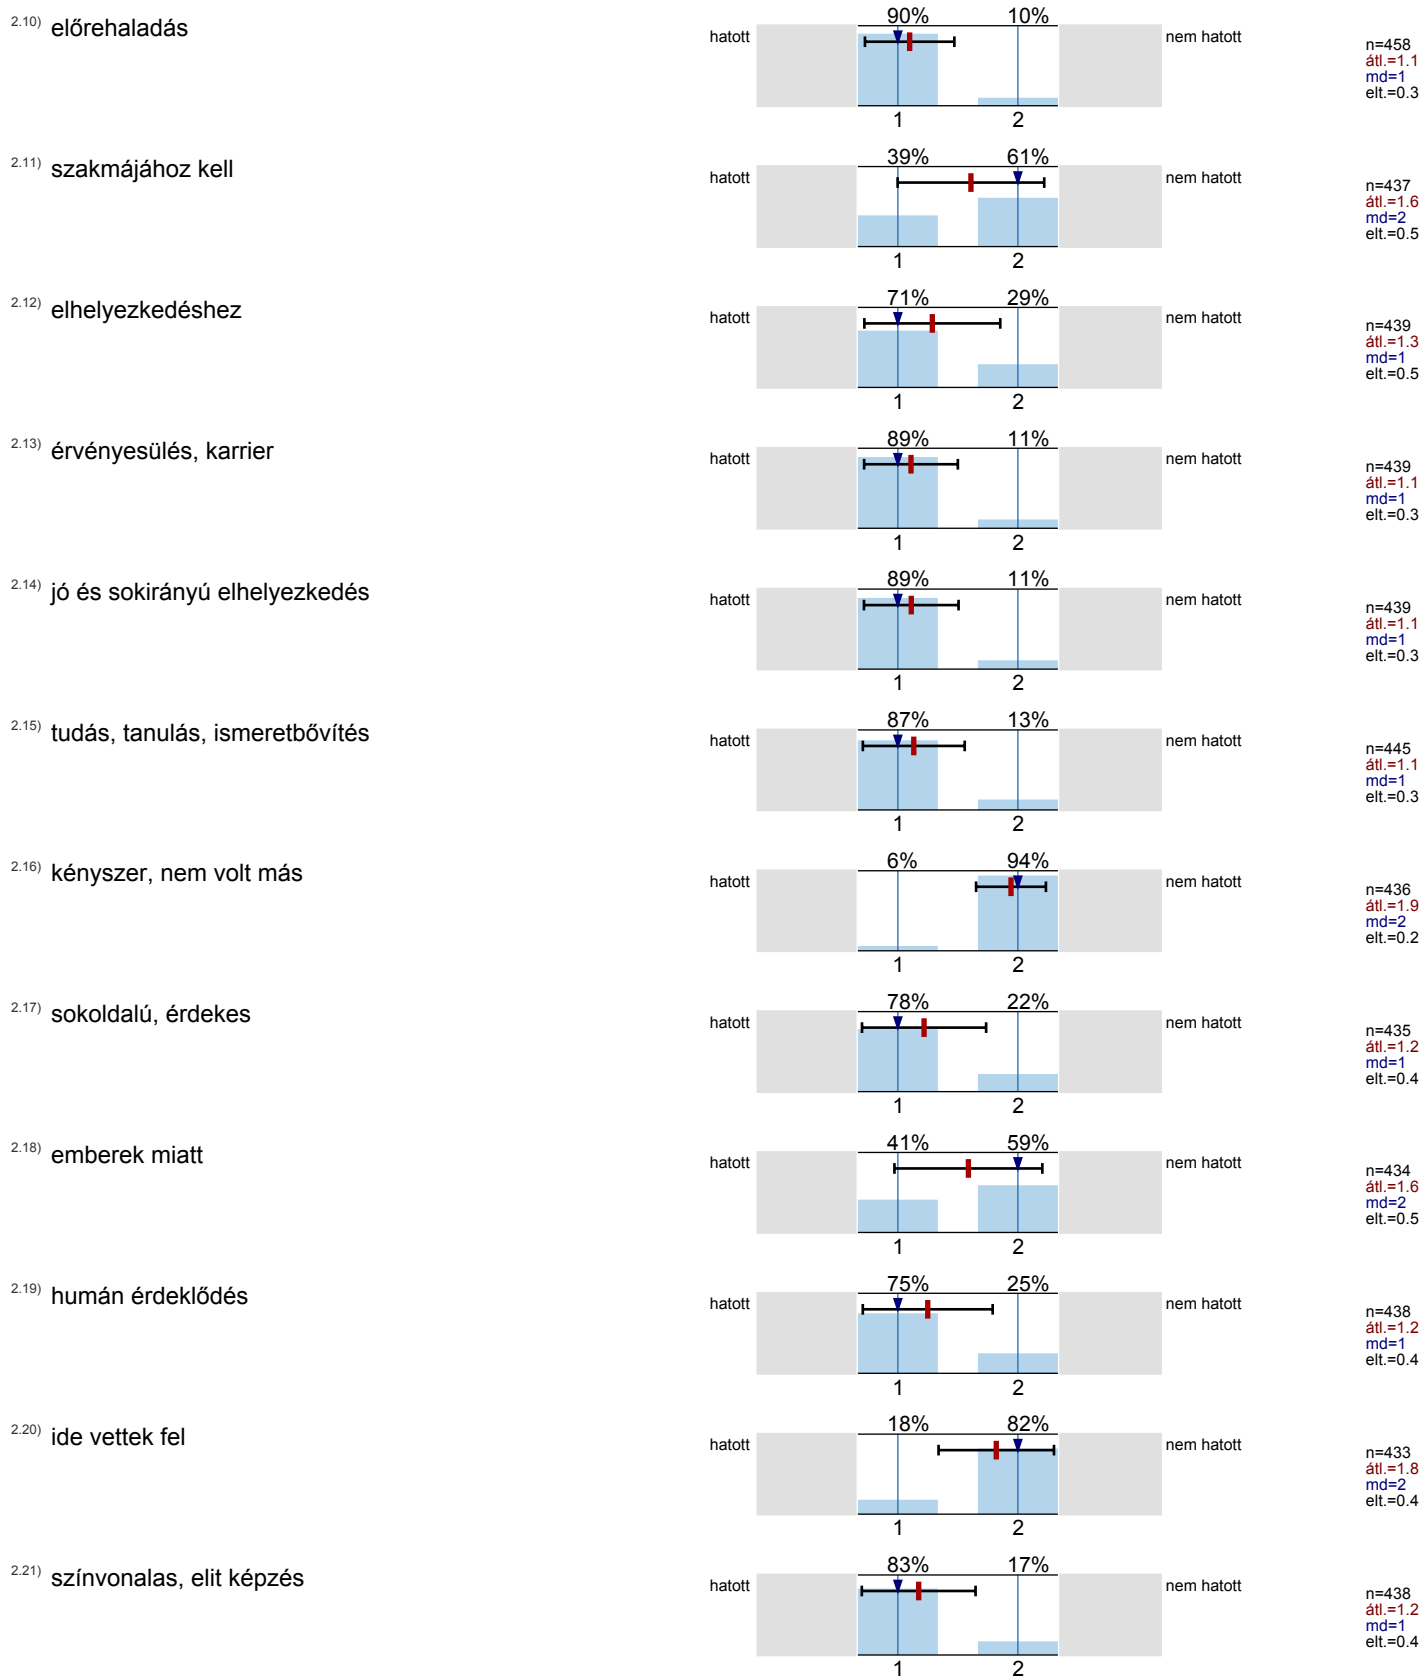 2.10) előrehaladás
90% 10%
hatott nem hatott
n=458
átl.=1.1
md=1
elt.=0.3
1 2
2.11) szakmájához kell
39% 61%
hatott nem hatott
n=437
átl.=1.6
md=2
elt.=0.5
1 2
2.12) elhelyezkedéshez
71% 29%
hatott nem hatott
n=439
átl.=1.3
md=1
elt.=0.5
1 2
2.13) érvényesülés, karrier
89% 11%
hatott nem hatott
n=439
átl.=1.1
md=1
elt.=0.3
1 2
2.14) jó és sokirányú elhelyezkedés
89% 11%
hatott nem hatott
n=439
átl.=1.1
md=1
elt.=0.3
1 2
2.15) tudás, tanulás, ismeretbővítés
87% 13%
hatott nem hatott
n=445
átl.=1.1
md=1
elt.=0.3
1 2
2.16) kényszer, nem volt más
6% 94%
hatott nem hatott
n=436
átl.=1.9
md=2
elt.=0.2
1 2
2.17) sokoldalú, érdekes
78% 22%
hatott nem hatott
n=435
átl.=1.2
md=1
elt.=0.4
1 2
2.18) emberek miatt
41% 59%
hatott nem hatott
n=434
átl.=1.6
md=2
elt.=0.5
1 2
2.19) humán érdeklődés
75% 25%
hatott nem hatott
n=438
átl.=1.2
md=1
elt.=0.4
1 2
2.20) ide vettek fel
18% 82%
hatott nem hatott
n=433
átl.=1.8
md=2
elt.=0.4
1 2
2.21) színvonalas, elit képzés
83% 17%
hatott nem hatott
n=438
átl.=1.2
md=1
elt.=0.4
1 2